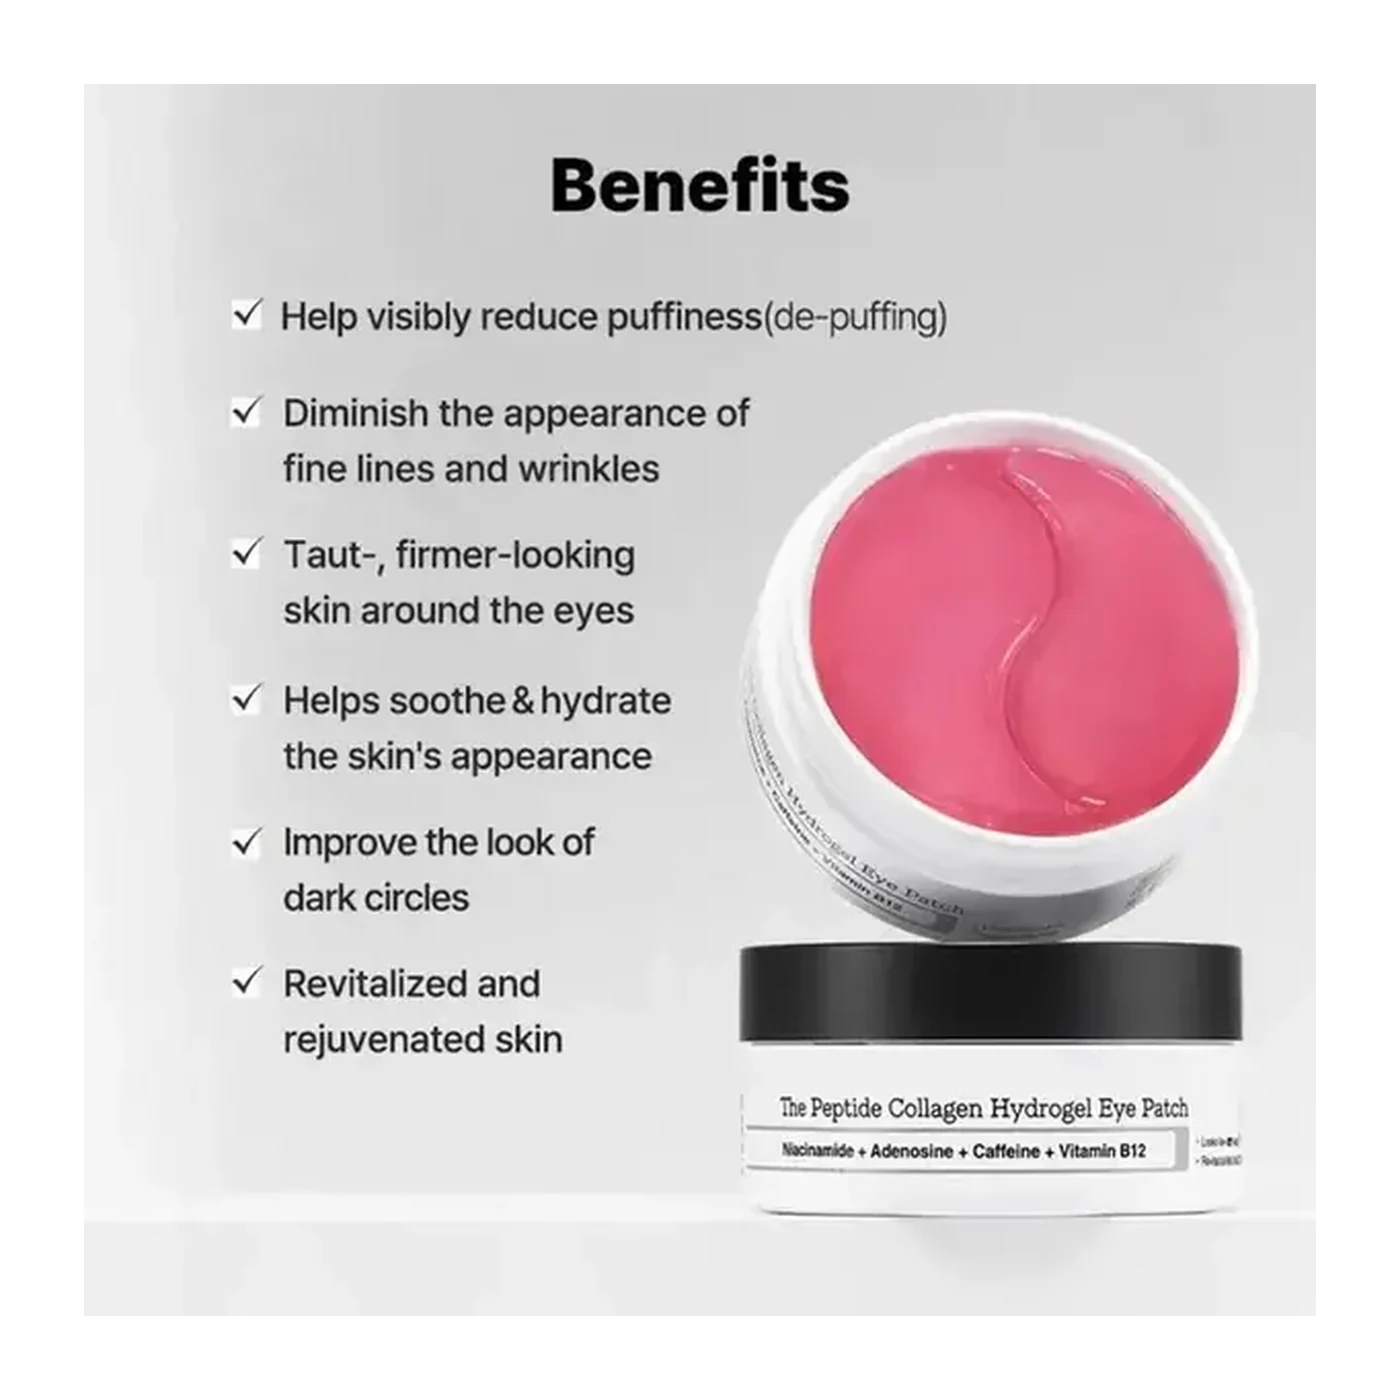 Benefits
Help visibly reduce puffiness(de-puffing)
Diminish the appearance of
fine lines and wrinkles
Taut-, firmer-looking
skin around the eyes
Helps soothe & hydrate
the skin's appearance
Improve the look of
dark circles
Revitalized and
rejuvenated skin
Hydrogel Eye Patch
Caffeine + Vitamin B12
The Peptide Collagen Hydrogel Eye Patch
Niacinamide + Adenosine + Caffeine + Vitamin B12